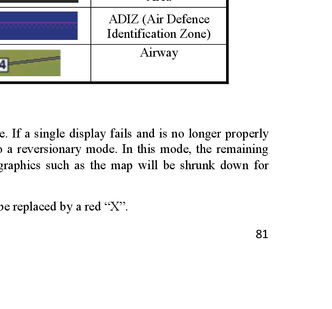 ADIZ (Air Defence
Identification Zone)
4
Airway
e. If a single display fails and is no longer properly
o a reversionary mode. In this mode, the remaining
graphics such as the map will be shrunk down for
be replaced by a red “X”.
81